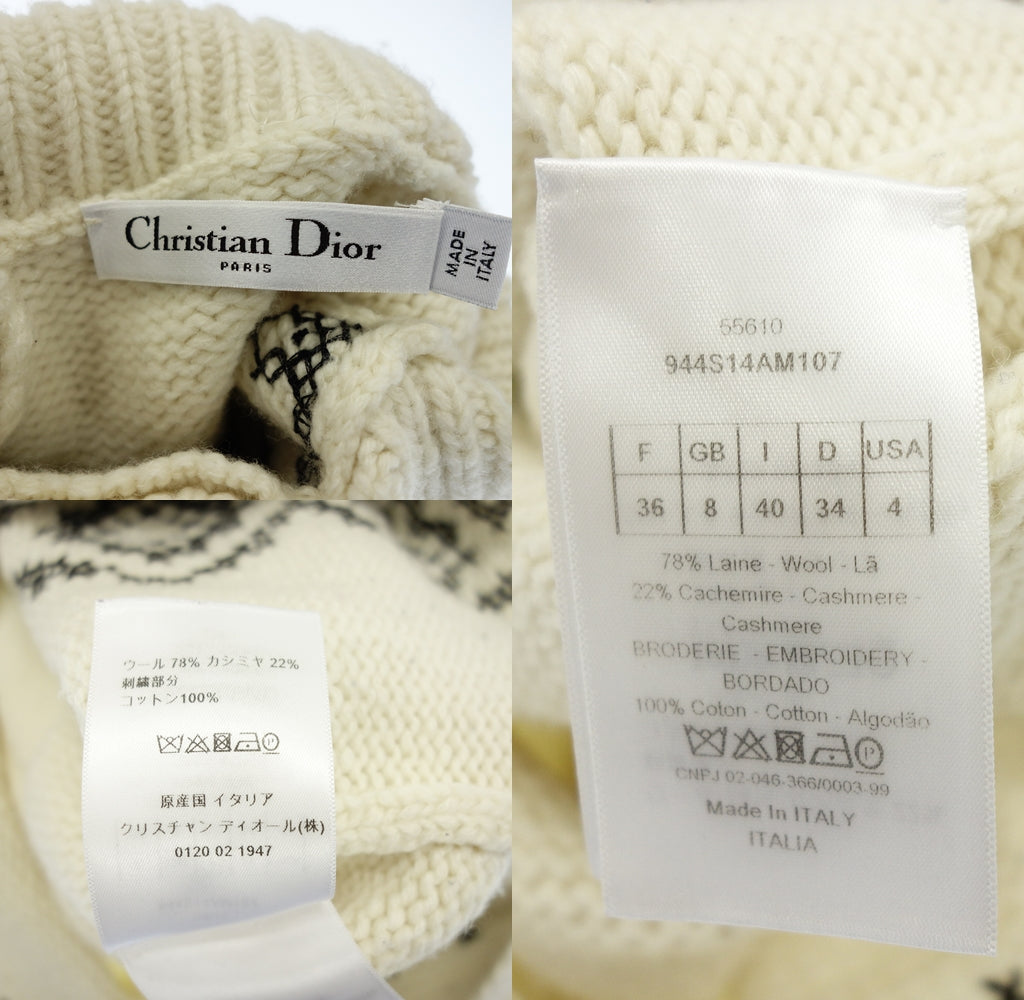 Christian Dior
PARIS
MADE
IN
ITALY
55610
944S14AM107
F GB I D USA
36 8 40 34 4
78% Laine - Wool - Lã
22% Cachemire - Cashmere -
Cashmere
BRODERIE - EMBROIDERY -
BORDADO
100% Coton - Cotton - Algodão
P
CNPJ 02-046-366/0003-99
Made In ITALY
ITALIA
ウール 78% カシミヤ 22%
刺繍部分
コットン100%
P
原産国 イタリア
クリスチャン ディオール(株)
0120 02 1947